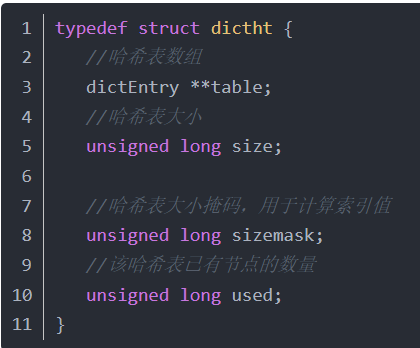 1 typedef struct dictht {
2 //哈希表数组
3 dictEntry **table;
4 //哈希表大小
5 unsigned long size;
6
7 //哈希表大小掩码，用于计算索引值
8 unsigned long sizemask;
9 //该哈希表已有节点的数量
10 unsigned long used;
11 }